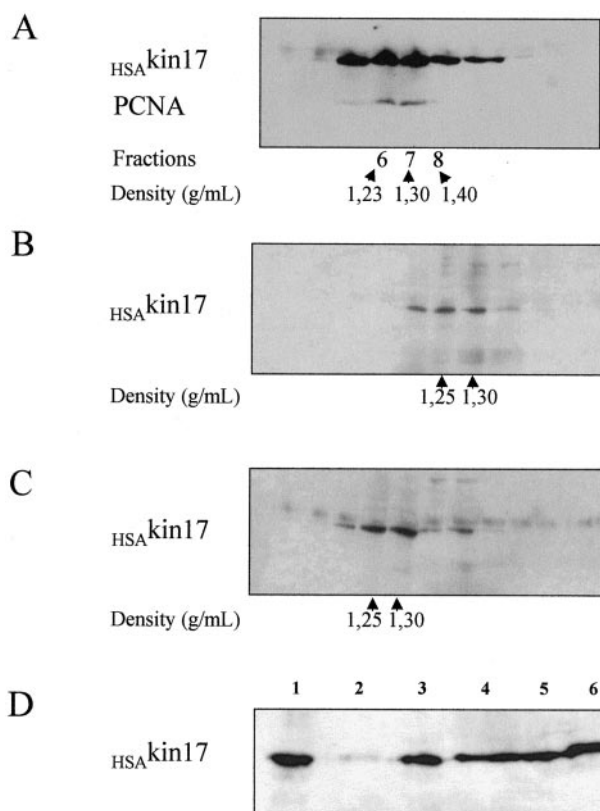 A
HSAkin17
PCNA
Fractions 6 7 8
Density (g/mL) 1,23 1,30 1,40
B
HSAkin17
Density (g/mL) 1,25 1,30
C
HSAkin17
Density (g/mL) 1,25 1,30
1 2 3 4 5 6
D
HSAkin17